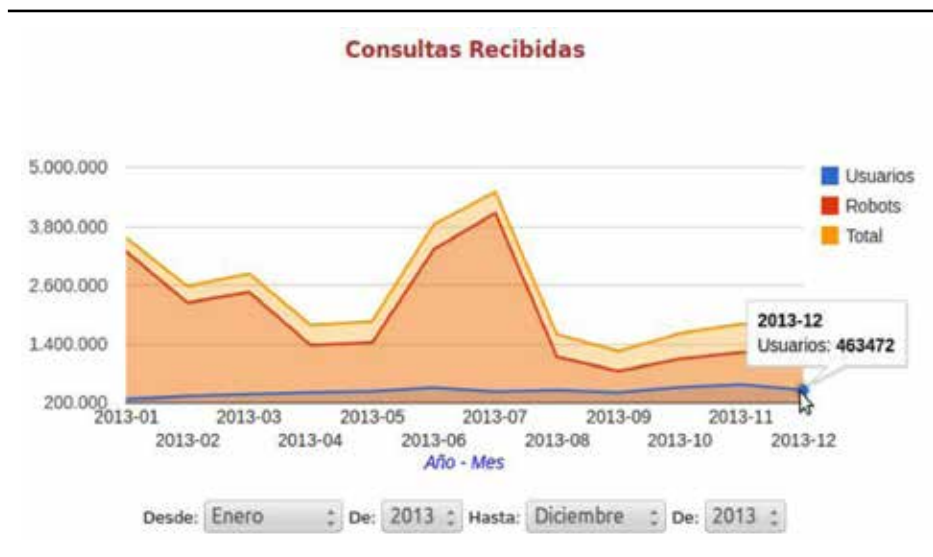 Consultas Recibidas
5.000.000
3.800.000
2.600.000
1.400.000
200.000
Usuarios
Robots
Total
2013-12
Usuarios: 463472
2013-01 2013-03 2013-05 2013-07 2013-09 2013-11
2013-02 2013-04 2013-06 2013-08 2013-10 2013-12
Año - Mes
Desde: Enero De: 2013 Hasta: Diciembre De: 2013